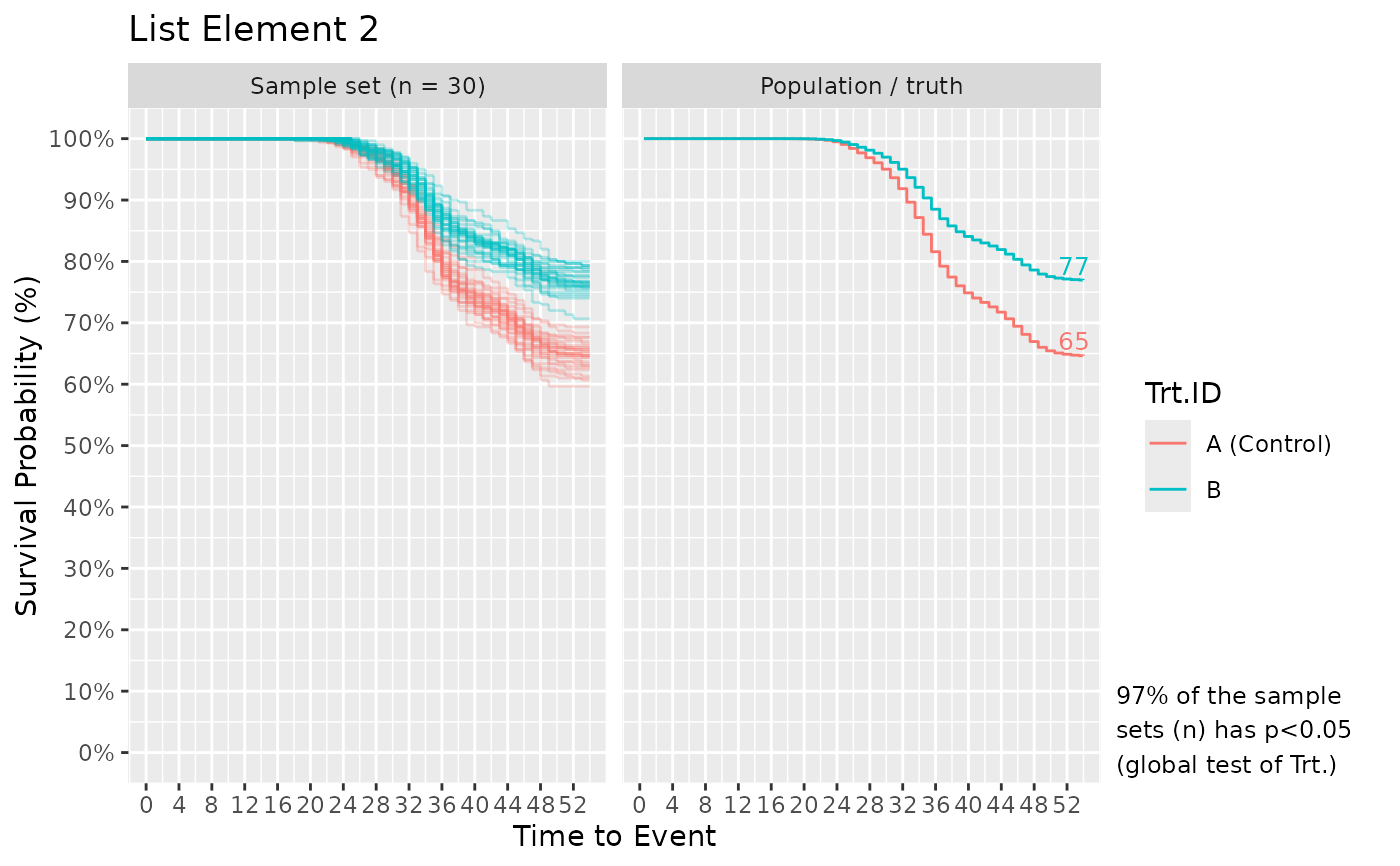 List Element 2
Sample set (n = 30)
Population / truth
Survival Probability (%)
100%
90%
80%
70%
60%
50%
40%
30%
20%
10%
0%
77
65
Trt.ID
A (Control)
B
97% of the sample
sets (n) has p<0.05
(global test of Trt.)
0 4 8 12 16 20 24 28 32 36 40 44 48 52
0 4 8 12 16 20 24 28 32 36 40 44 48 52
Time to Event